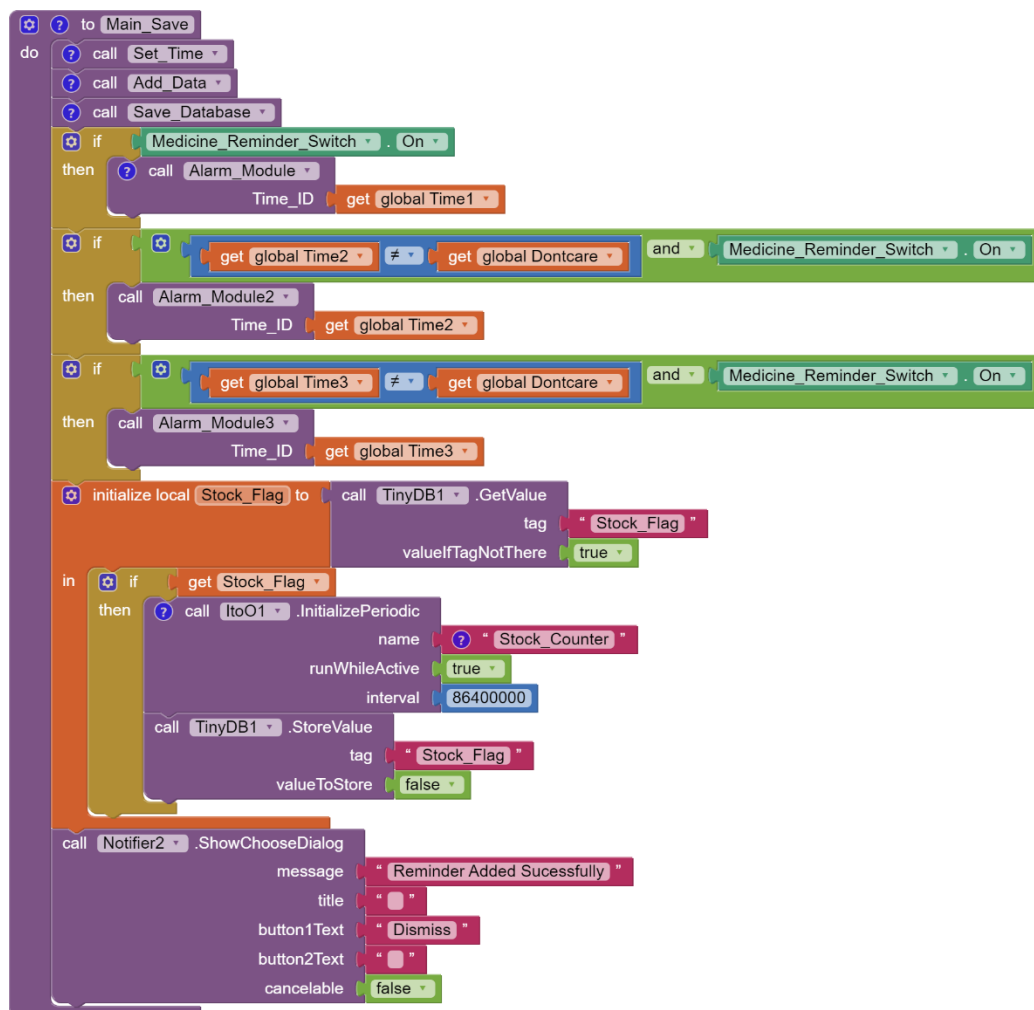 to Main_Save
do
call Set_Time
call Add_Data
call Save_Database
if Medicine_Reminder_Switch . On
then call Alarm_Module
Time_ID get global Time1
if get global Time2 ≠ get global Dontcare and Medicine_Reminder_Switch . On
then call Alarm_Module2
Time_ID get global Time2
if get global Time3 ≠ get global Dontcare and Medicine_Reminder_Switch . On
then call Alarm_Module3
Time_ID get global Time3
initialize local Stock_Flag to call TinyDB1 .GetValue
tag “ Stock_Flag ”
valueIfTagNotThere true
in if get Stock_Flag
then call ItoO1 .InitializePeriodic
name “ Stock_Counter ”
runWhileActive true
interval 86400000
call TinyDB1 .StoreValue
tag “ Stock_Flag ”
valueToStore false
call Notifier2 .ShowChooseDialog
message “ Reminder Added Sucessfully ”
title “ ”
button1Text “ Dismiss ”
button2Text “ ”
cancelable false